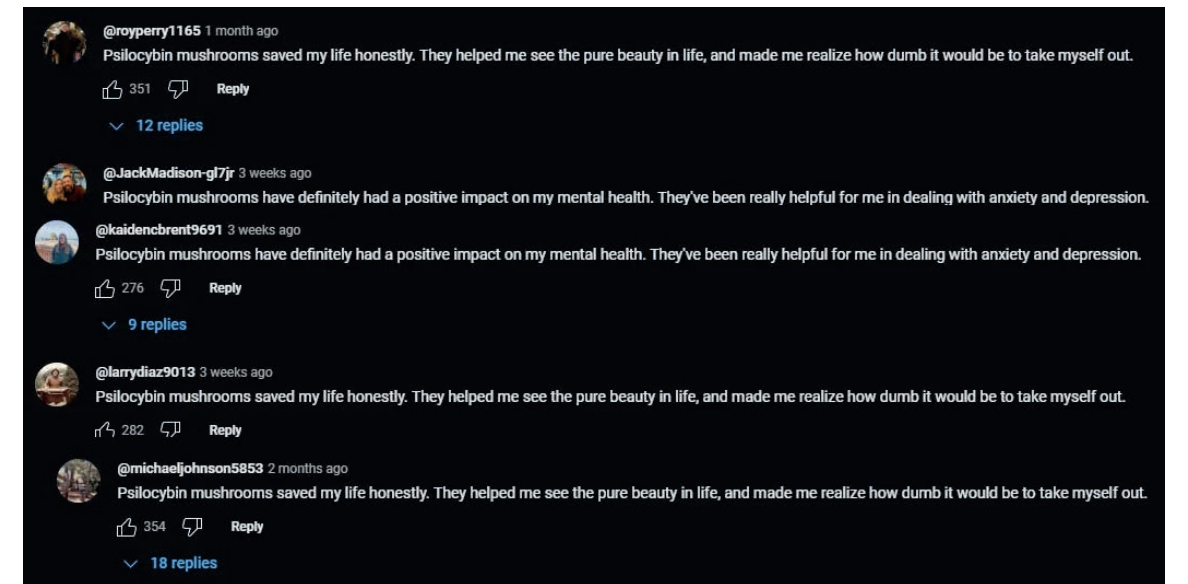 @royperry1165 1 month ago
Psilocybin mushrooms saved my life honestly. They helped me see the pure beauty in life, and made me realize how dumb it would be to take myself out.
351 Reply
12 replies
@JackMadison-gl7jr 3 weeks ago
Psilocybin mushrooms have definitely had a positive impact on my mental health. They've been really helpful for me in dealing with anxiety and depression.
@kaidencbrent9691 3 weeks ago
Psilocybin mushrooms have definitely had a positive impact on my mental health. They've been really helpful for me in dealing with anxiety and depression.
276 Reply
9 replies
@larrydiaz9013 3 weeks ago
Psilocybin mushrooms saved my life honestly. They helped me see the pure beauty in life, and made me realize how dumb it would be to take myself out.
282 Reply
@michaeljohnson5853 2 months ago
Psilocybin mushrooms saved my life honestly. They helped me see the pure beauty in life, and made me realize how dumb it would be to take myself out.
354 Reply
18 replies